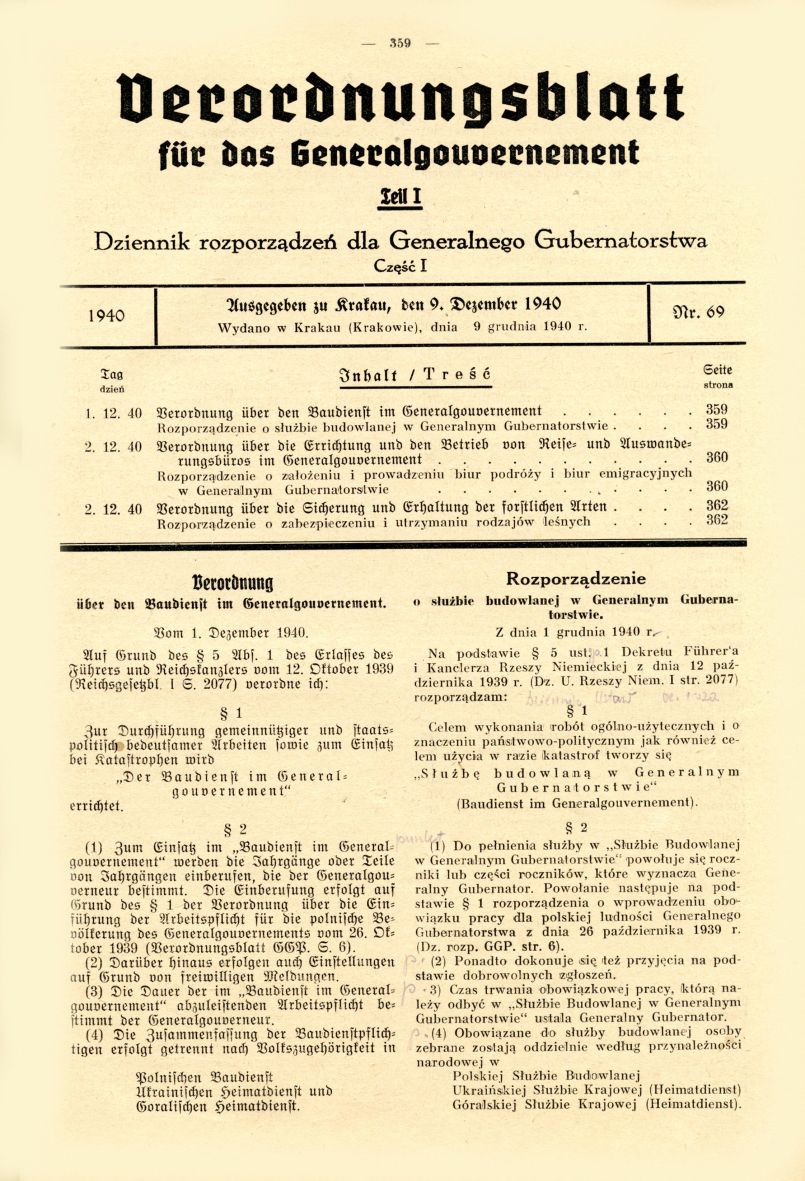 — 359 —
Verordnungsblatt
für das Generalgouvernement
Teil I
Dziennik rozporządzeń dla Generalnego Gubernatorstwa
Część I
1940
Ausgegeben zu Krakau, den 9. Dezember 1940
Wydano w Krakau (Krakowie), dnia 9 grudnia 1940 r.
Nr. 69
Tag
dzień
Inhalt / Treść
Seite
strona
1. 12. 40 Verordnung über den Baudienst im Generalgouvernement . . . . . . 359
Rozporządzenie o służbie budowlanej w Generalnym Gubernatorstwie . . . . 359
2. 12. 40 Verordnung über die Errichtung und den Betrieb von Reise- und Auswande-
rungsbüros im Generalgouvernement . . . . . . . . . . . 360
Rozporządzenie o założeniu i prowadzeniu biur podróży i biur emigracyjnych
w Generalnym Gubernatorstwie . . . . . . . . . . . 360
2. 12. 40 Verordnung über die Sicherung und Erhaltung der forstlichen Arten . . . . 362
Rozporządzenie o zabezpieczeniu i utrzymaniu rodzajów leśnych . . . . 362
Verordnung
über den Baudienst im Generalgouvernement.
Vom 1. Dezember 1940.
Auf Grund des § 5 Abs. 1 des Erlasses des
Führers und Reichskanzlers vom 12. Oktober 1939
(Reichsgesetzbl. I S. 2077) verordne ich:
§ 1
Zur Durchführung gemeinnütziger und staats-
politisch bedeutsamer Arbeiten sowie zum Einsatz
bei Katastrophen wird
„Der Baudienst im General-
gouvernement“
errichtet.
§ 2
(1) Zum Einsatz im „Baudienst im General-
gouvernement“ werden die Jahrgänge oder Teile
von Jahrgängen einberufen, die der Generalgou-
verneur bestimmt. Die Einberufung erfolgt auf
Grund des § 1 der Verordnung über die Ein-
führung der Arbeitspflicht für die polnische Be-
völkerung des Generalgouvernements vom 26. Ok-
tober 1939 (Verordnungsblatt GGP. S. 6).
(2) Darüber hinaus erfolgen auch Einstellungen
auf Grund von freiwilligen Meldungen.
(3) Die Dauer der im „Baudienst im General-
gouvernement“ abzuleistenden Arbeitspflicht be-
stimmt der Generalgouverneur.
(4) Die Zusammenfassung der Baudienstpflich-
tigen erfolgt getrennt nach Volkszugehörigkeit in
Polnischen Baudienst
Ukrainischen Heimatdienst und
Goralischen Heimatdienst.
Rozporządzenie
o służbie budowlanej w Generalnym Guberna-
torstwie.
Z dnia 1 grudnia 1940 r.
Na podstawie § 5 ust. 1 Dekretu Führer'a
i Kanclerza Rzeszy Niemieckiej z dnia 12 paź-
dziernika 1939 r. (Dz. U. Rzeszy Niem. I str. 2077)
rozporządzam:
§ 1
Celem wykonania robót ogólno-użytecznych i o
znaczeniu państwowo-politycznym jak również ce-
lem użycia w razie katastrof tworzy się
„Służbę budowlaną w Generalnym
Gubernatorstwie“
(Baudienst im Generalgouvernement).
§ 2
(1) Do pełnienia służby w „Służbie Budowlanej
w Generalnym Gubernatorstwie“ powołuje się rocz-
niki lub części roczników, które wyznacza Gene-
ralny Gubernator. Powołanie następuje na pod-
stawie § 1 rozporządzenia o wprowadzeniu obo-
wiązku pracy dla polskiej ludności Generalnego
Gubernatorstwa z dnia 26 października 1939 r.
(Dz. rozp. GGP. str. 6).
(2) Ponadto dokonuje się też przyjęcia na pod-
stawie dobrowolnych zgłoszeń.
3) Czas trwania obowiązkowej pracy, którą na-
leży odbyć w „Służbie Budowlanej w Generalnym
Gubernatorstwie“ ustala Generalny Gubernator.
(4) Obowiązane do służby budowlanej osoby
zebrane zostają oddzielnie według przynależności
narodowej w
Polskiej Służbie Budowlanej
Ukraińskiej Służbie Krajowej (Heimatdienst)
Góralskiej Służbie Krajowej (Heimatdienst).